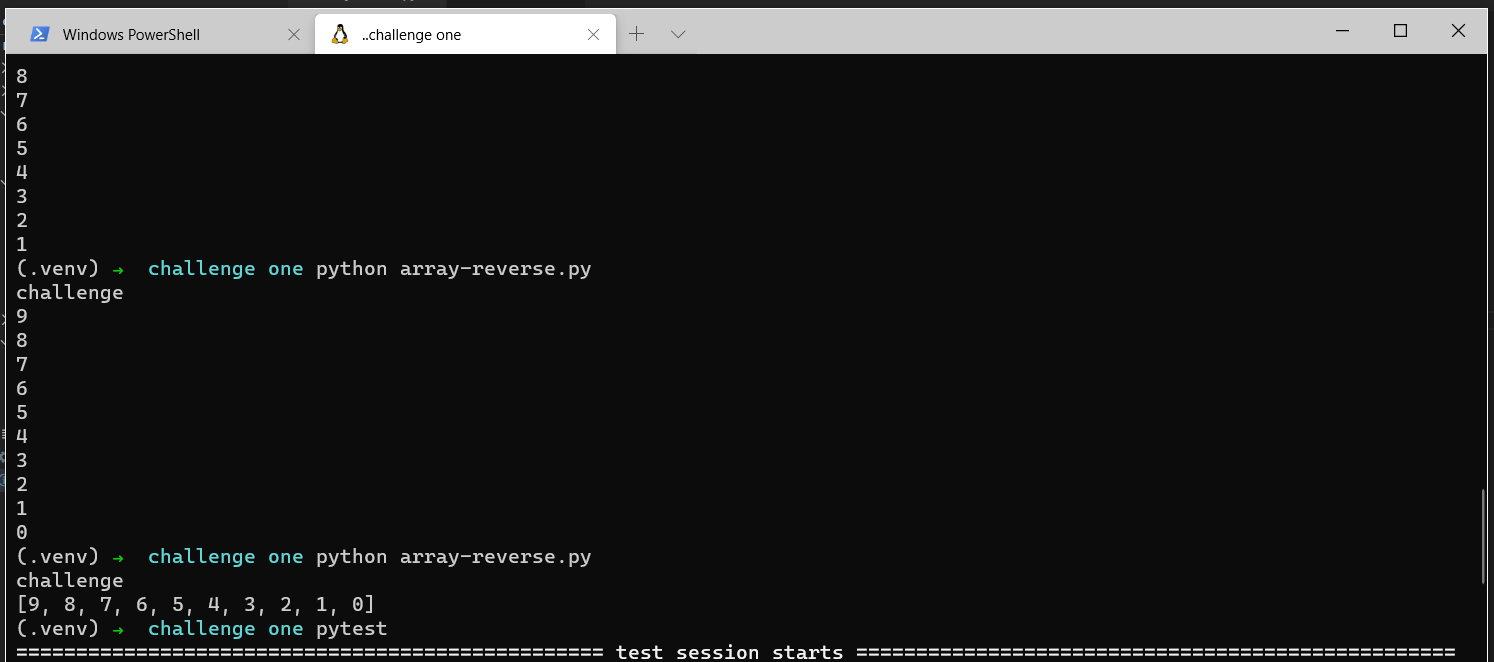 Windows PowerShell
..challenge one
8
7
6
5
4
3
2
1
(.venv) → challenge one python array-reverse.py
challenge
9
8
7
6
5
4
3
2
1
0
(.venv) → challenge one python array-reverse.py
challenge
[9, 8, 7, 6, 5, 4, 3, 2, 1, 0]
(.venv) → challenge one pytest
================================================= test session starts ==================================================